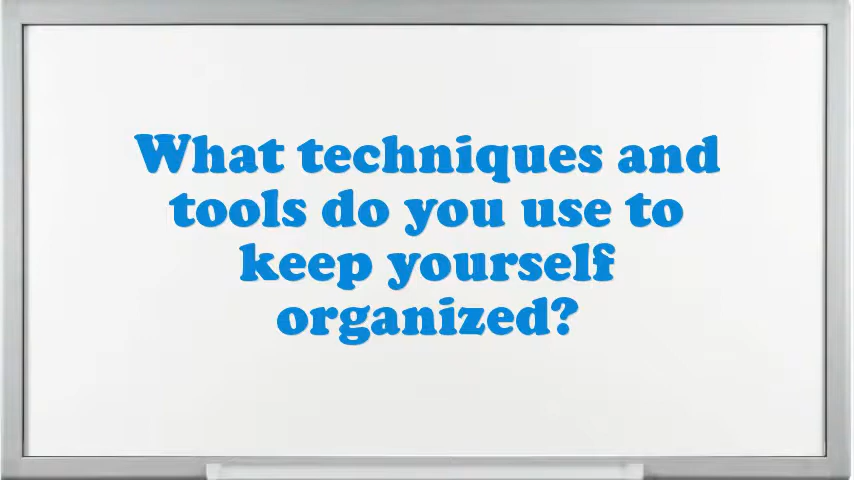 What techniques and
tools do you use to
keep yourself
organized?